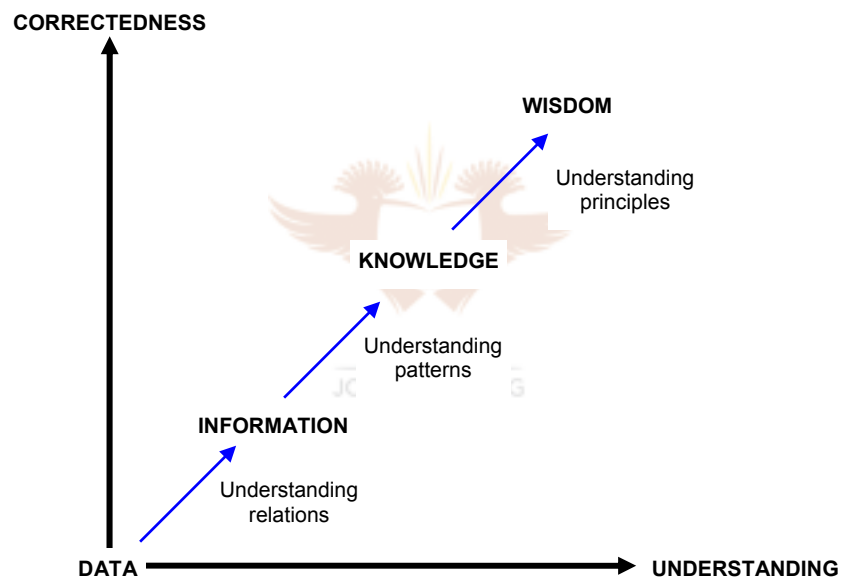 CORRECTEDNESS
WISDOM
Understanding
principles
KNOWLEDGE
Understanding
patterns
INFORMATION
Understanding
relations
DATA
UNDERSTANDING